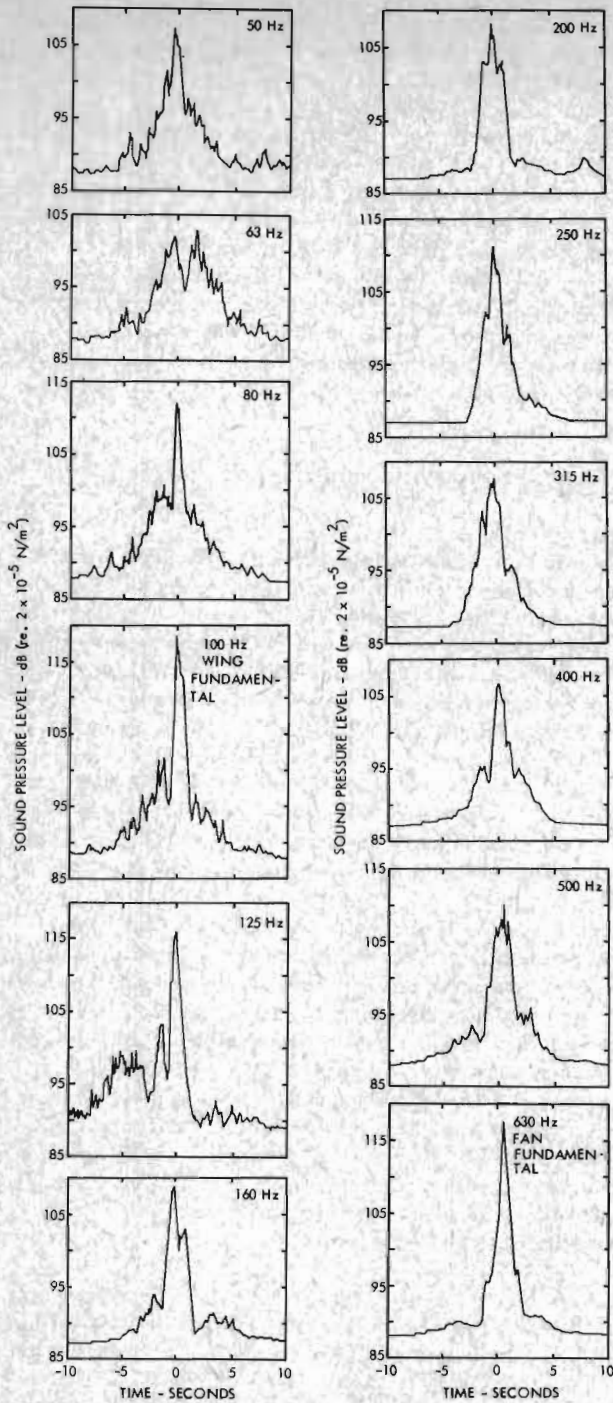 50 Hz
105
95
85
63 Hz
105
95
85
80 Hz
115
105
95
85
100 Hz
WING
FUNDAMEN-
TAL
115
105
95
85
125 Hz
115
105
95
85
160 Hz
105
95
85
-10
-5
0
5
10
TIME - SECONDS
SOUND PRESSURE LEVEL - dB (re. 2 x 10⁻⁵ N/m²)
200 Hz
105
95
85
250 Hz
115
105
95
85
315 Hz
105
95
85
400 Hz
105
95
85
500 Hz
115
105
95
85
630 Hz
FAN
FUNDAMEN-
TAL
115
105
95
85
-10
-5
0
5
10
TIME - SECONDS
SOUND PRESSURE LEVEL - dB (re. 2 x 10⁻⁵ N/m²)